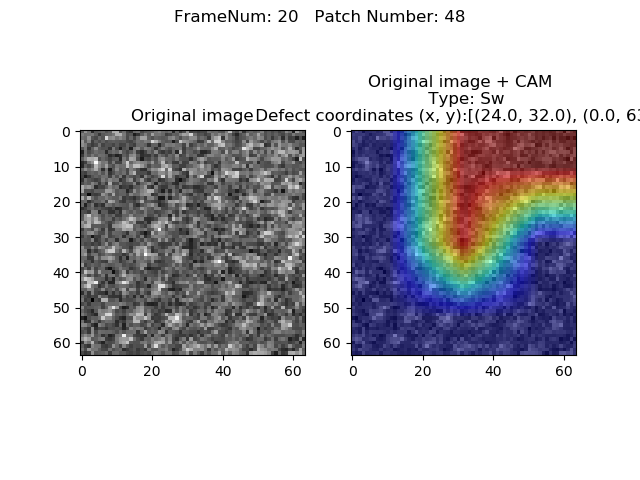 FrameNum: 20   Patch Number: 48
Original image + CAM
Type: Sw
Original image
Defect coordinates (x, y):[(24.0, 32.0), (0.0,
0
10
20
30
40
50
60
0 20 40 60
0
10
20
30
40
50
60
0 20 40 60